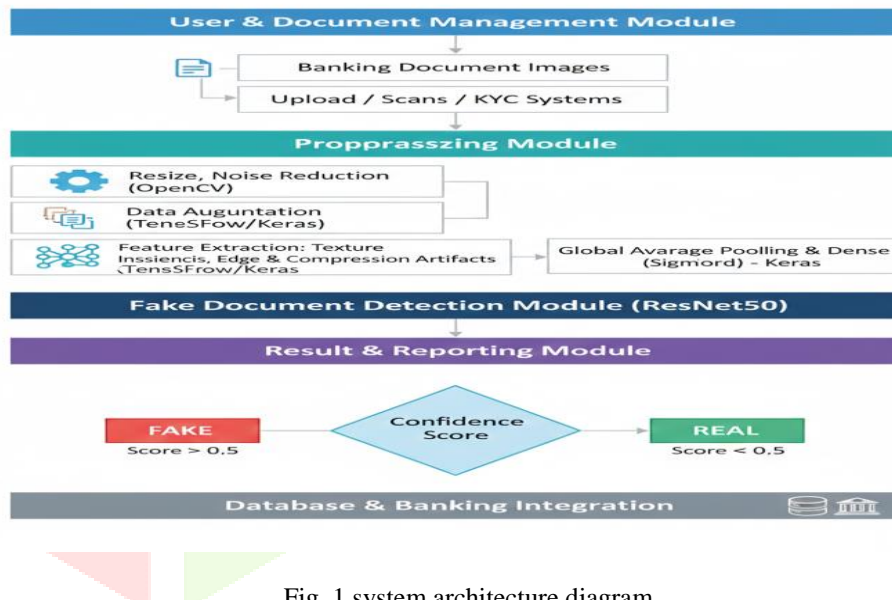 User & Document Management Module
Banking Document Images
Upload / Scans / KYC Systems
Propprasszing Module
Resize, Noise Reduction
(OpenCV)
Data Auguntation
(TeneSFow/Keras)
Feature Extraction: Texture
Inssiencis, Edge & Compression Artifacts
(TensSFrow/Keras
Global Avarage Poolling & Dense
(Sigmord) - Keras
Fake Document Detection Module (ResNet50)
Result & Reporting Module
Confidence
Score
FAKE
Score > 0.5
REAL
Score < 0.5
Database & Banking Integration
Fig. 1 system architecture diagram